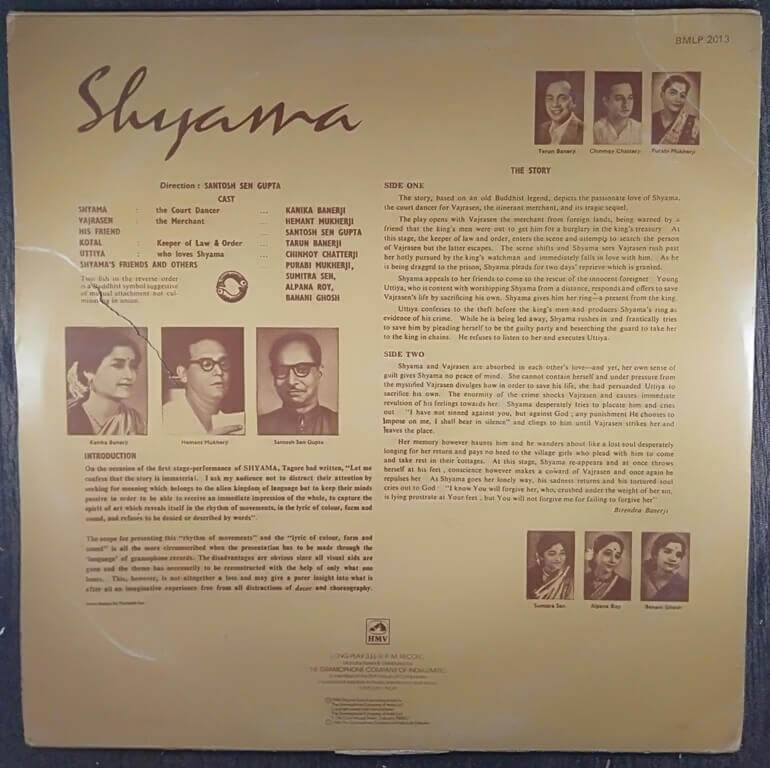 BMLP 2013
Shyama
Tarun Banerji
Chinmoy Chatterji
Purabi Mukherji
Direction : SANTOSH SEN GUPTA
CAST
SHYAMA : the Court Dancer ... KANIKA BANERJI
VAJRASEN : the Merchant ... HEMANT MUKHERJI
HIS FRIEND SANTOSH SEN GUPTA
KOTAL : Keeper of Law & Order ... TARUN BANERJI
UTTIYA : who loves Shyama ... CHINMOY CHATTERJI
SHYAMA'S FRIENDS AND OTHERS PURABI MUKHERJI,
SUMITRA SEN,
ALPANA ROY,
BANANI GHOSH
Two fish in the reverse order
is a Buddhist symbol suggestive
of mutual attachment not cul-
minating in union.
Kanika Banerji
Hemant Mukherji
Santosh Sen Gupta
INTRODUCTION
On the occasion of the first stage-performance of SHYAMA, Tagore had written, "Let me
confess that the story is immaterial. I ask my audience not to distract their attention by
seeking for meaning which belongs to the alien kingdom of language but to keep their minds
passive in order to be able to receive an immediate impression of the whole, to capture the
spirit of art which reveals itself in the rhythm of movements, in the lyric of colour, form and
sound, and refuses to be denied or described by words".
The scope for presenting this "rhythm of movements" and the "lyric of colour, form and
sound" is all the more circumscribed when the presentation has to be made through the
'language' of gramophone records. The disadvantages are obvious since all visual aids are
gone and the theme has necessarily to be reconstructed with the help of only what one
hears. This, however, is not altogether a loss and may give a purer insight into what is
after all an imaginative experience free from all distractions of decor and choreography.
THE STORY
SIDE ONE
The story, based on an old Buddhist legend, depicts the passionate love of Shyama,
the court dancer for Vajrasen, the itinerant merchant, and its tragic sequel.
The play opens with Vajrasen the merchant from foreign lands, being warned by a
friend that the king's men were out to get him for a burglary in the king's treasury At
this stage, the keeper of law and order, enters the scene and attempts to search the person
of Vajrasen but the latter escapes. The scene shifts and Shyama sees Vajrasen rush past
her hotly pursued by the king's watchman and immediately falls in love with him. As he
is being dragged to the prison, Shyama pleads for two days' reprieve which is granted.
Shyama appeals to her friends to come to the rescue of the innocent foreigner Young
Uttiya, who is content with worshipping Shyama from a distance, responds and offers to save
Vajrasen's life by sacrificing his own. Shyama gives him her ring—a present from the king.
Uttiya confesses to the theft before the king's men and produces Shyama's ring as
evidence of his crime. While he is being led away, Shyama rushes in and frantically tries
to save him by pleading herself to be the guilty party and beseeching the guard to take her
to the king in chains. He refuses to listen to her and executes Uttiya.
SIDE TWO
Shyama and Vajrasen are absorbed in each other's love—and yet, her own sense of
guilt gives Shyama no peace of mind. She cannot contain herself and under pressure from
the mystified Vajrasen divulges how in order to save his life, she had persuaded Uttiya to
sacrifice his own. The enormity of the crime shocks Vajrasen and causes immediate
revulsion of his feelings towards her. Shyama desperately tries to placate him and cries
out "I have not sinned against you, but against God ; any punishment He chooses to
impose on me, I shall bear in silence" and clings to him until Vajrasen strikes her and
leaves the place.
Her memory however haunts him and he wanders about like a lost soul desperately
longing for her return and pays no heed to the village girls who plead with him to come
and take rest in their cottages. At this stage, Shyama re-appears and at once throws
herself at his feet, conscience however makes a coward of Vajrasen and once again he
repulses her As Shyama goes her lonely way, his sadness returns and his tortured soul
cries out to God "I know You will forgive her, who, crushed under the weight of her sin,
is lying prostrate at Your feet, but You will not forgive me for failing to forgive her"
Birendra Banerji
Sumitra Sen
Alpana Roy
Banani Ghosh
HMV
LONG PLAY 33⅓ R.P.M. RECORD
THE GRAMOPHONE COMPANY OF INDIA LIMITED